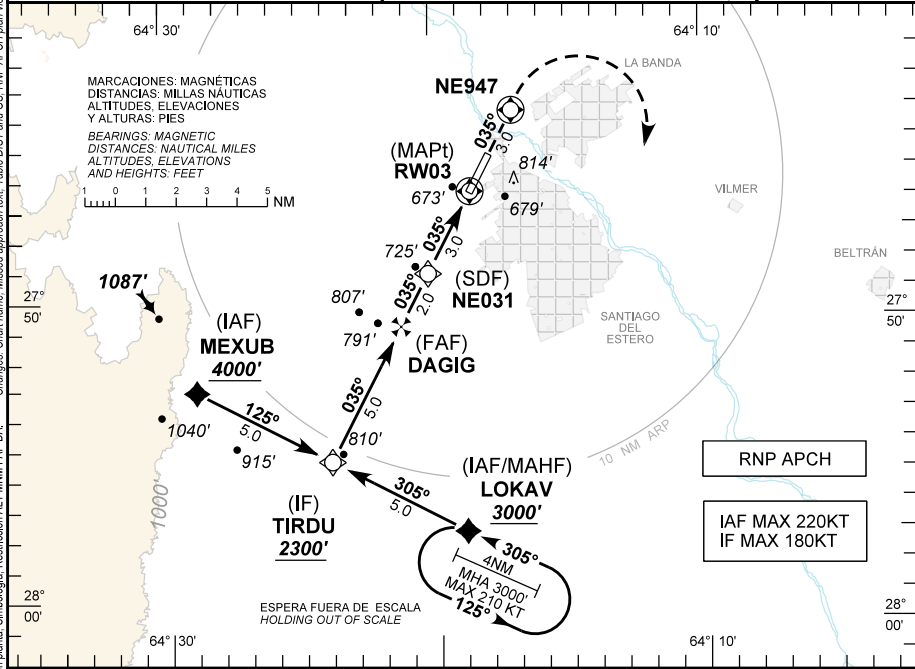 64° 30'
64° 10'
LA BANDA
MARCACIONES: MAGNÉTICAS
DISTANCIAS: MILLAS NÁUTICAS
ALTITUDES, ELEVACIONES
Y ALTURAS: PIES
BEARINGS: MAGNETIC
DISTANCES: NAUTICAL MILES
ALTITUDES, ELEVATIONS
AND HEIGHTS: FEET
1 0 1 2 3 4 5 NM
NE947
035°
3.0
(MAPt)
RW03
673'
814'
679'
VILMER
BELTRÁN
725'
035°
3.0
(SDF)
NE031
035°
2.0
807'
791'
(FAF)
DAGIG
SANTIAGO
DEL
ESTERO
27°
50'
27°
50'
1087'
(IAF)
MEXUB
4000'
125°
5.0
035°
5.0
1040'
915'
810'
10 NM ARP
RNP APCH
(IF)
TIRDU
2300'
305°
5.0
(IAF/MAHF)
LOKAV
3000'
1000'
IAF MAX 220KT
IF MAX 180KT
305°
4NM
MHA 3000'
MAX 210 KT
125°
ESPERA FUERA DE ESCALA
HOLDING OUT OF SCALE
28°
00'
28°
00'
64° 30'
64° 10'